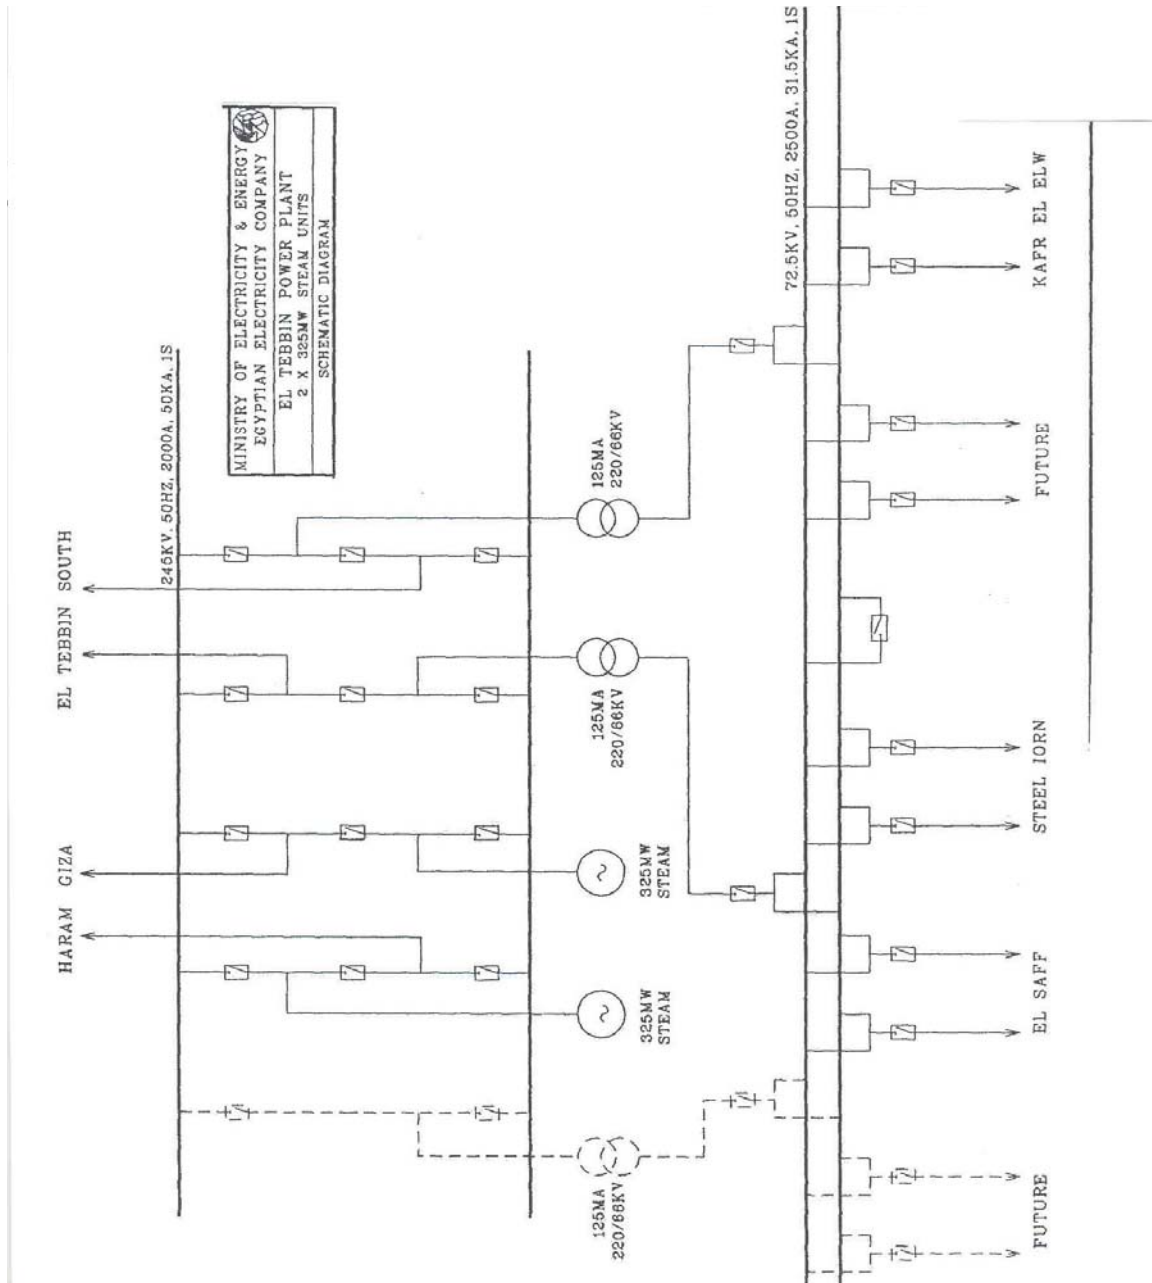 MINISTRY OF ELECTRICITY & ENERGY
EGYPTIAN ELECTRICITY COMPANY
EL TEBBIN POWER PLANT
2 X 325MW STEAM UNITS
SCHEMATIC DIAGRAM
HARAM GIZA
EL TEBBIN SOUTH
245KV, 50HZ, 2000A, 50KA, 1S
125MA
220/66KV
325MW
STEAM
325MW
STEAM
125MA
220/66KV
125MA
220/66KV
72.5KV, 50HZ, 2500A, 31.5KA, 1S
FUTURE
EL SAFF
STEEL IORN
FUTURE
KAFR EL ELW